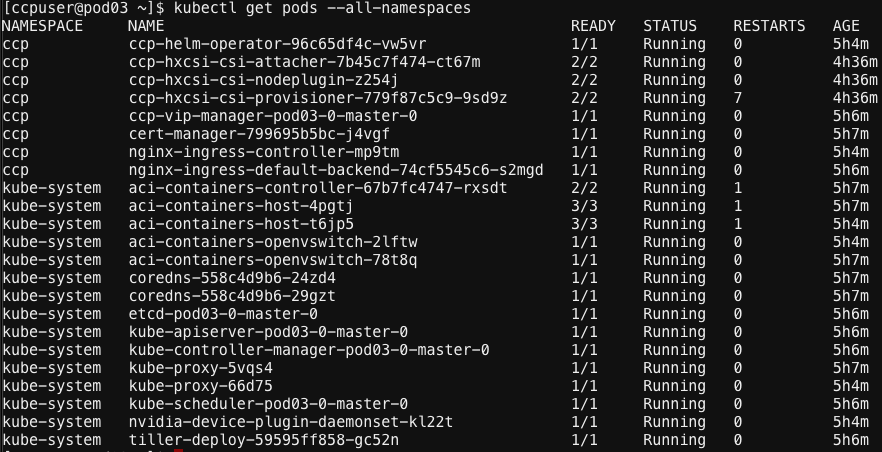 [ccpuser@pod03 ~]$ kubectl get pods --all-namespaces
NAMESPACE NAME READY STATUS RESTARTS AGE
ccp ccp-helm-operator-96c65df4c-vw5vr 1/1 Running 0 5h4m
ccp ccp-hxcsi-csi-attacher-7b45c7f474-ct67m 2/2 Running 0 4h36m
ccp ccp-hxcsi-csi-nodeplugin-z254j 2/2 Running 0 4h36m
ccp ccp-hxcsi-csi-provisioner-779f87c5c9-9sd9z 2/2 Running 7 4h36m
ccp ccp-vip-manager-pod03-0-master-0 1/1 Running 0 5h6m
ccp cert-manager-799695b5bc-j4vgf 1/1 Running 0 5h7m
ccp nginx-ingress-controller-mp9tm 1/1 Running 0 5h4m
ccp nginx-ingress-default-backend-74cf5545c6-s2mgd 1/1 Running 0 5h6m
kube-system aci-containers-controller-67b7fc4747-rxsdt 2/2 Running 1 5h7m
kube-system aci-containers-host-4pgtj 3/3 Running 1 5h7m
kube-system aci-containers-host-t6jp5 3/3 Running 1 5h4m
kube-system aci-containers-openvswitch-2lftw 1/1 Running 0 5h4m
kube-system aci-containers-openvswitch-78t8q 1/1 Running 0 5h7m
kube-system coredns-558c4d9b6-24zd4 1/1 Running 0 5h7m
kube-system coredns-558c4d9b6-29gzt 1/1 Running 0 5h7m
kube-system etcd-pod03-0-master-0 1/1 Running 0 5h6m
kube-system kube-apiserver-pod03-0-master-0 1/1 Running 0 5h6m
kube-system kube-controller-manager-pod03-0-master-0 1/1 Running 0 5h6m
kube-system kube-proxy-5vqs4 1/1 Running 0 5h7m
kube-system kube-proxy-66d75 1/1 Running 0 5h4m
kube-system kube-scheduler-pod03-0-master-0 1/1 Running 0 5h6m
kube-system nvidia-device-plugin-daemonset-kl22t 1/1 Running 0 5h4m
kube-system tiller-deploy-59595ff858-gc52n 1/1 Running 0 5h6m